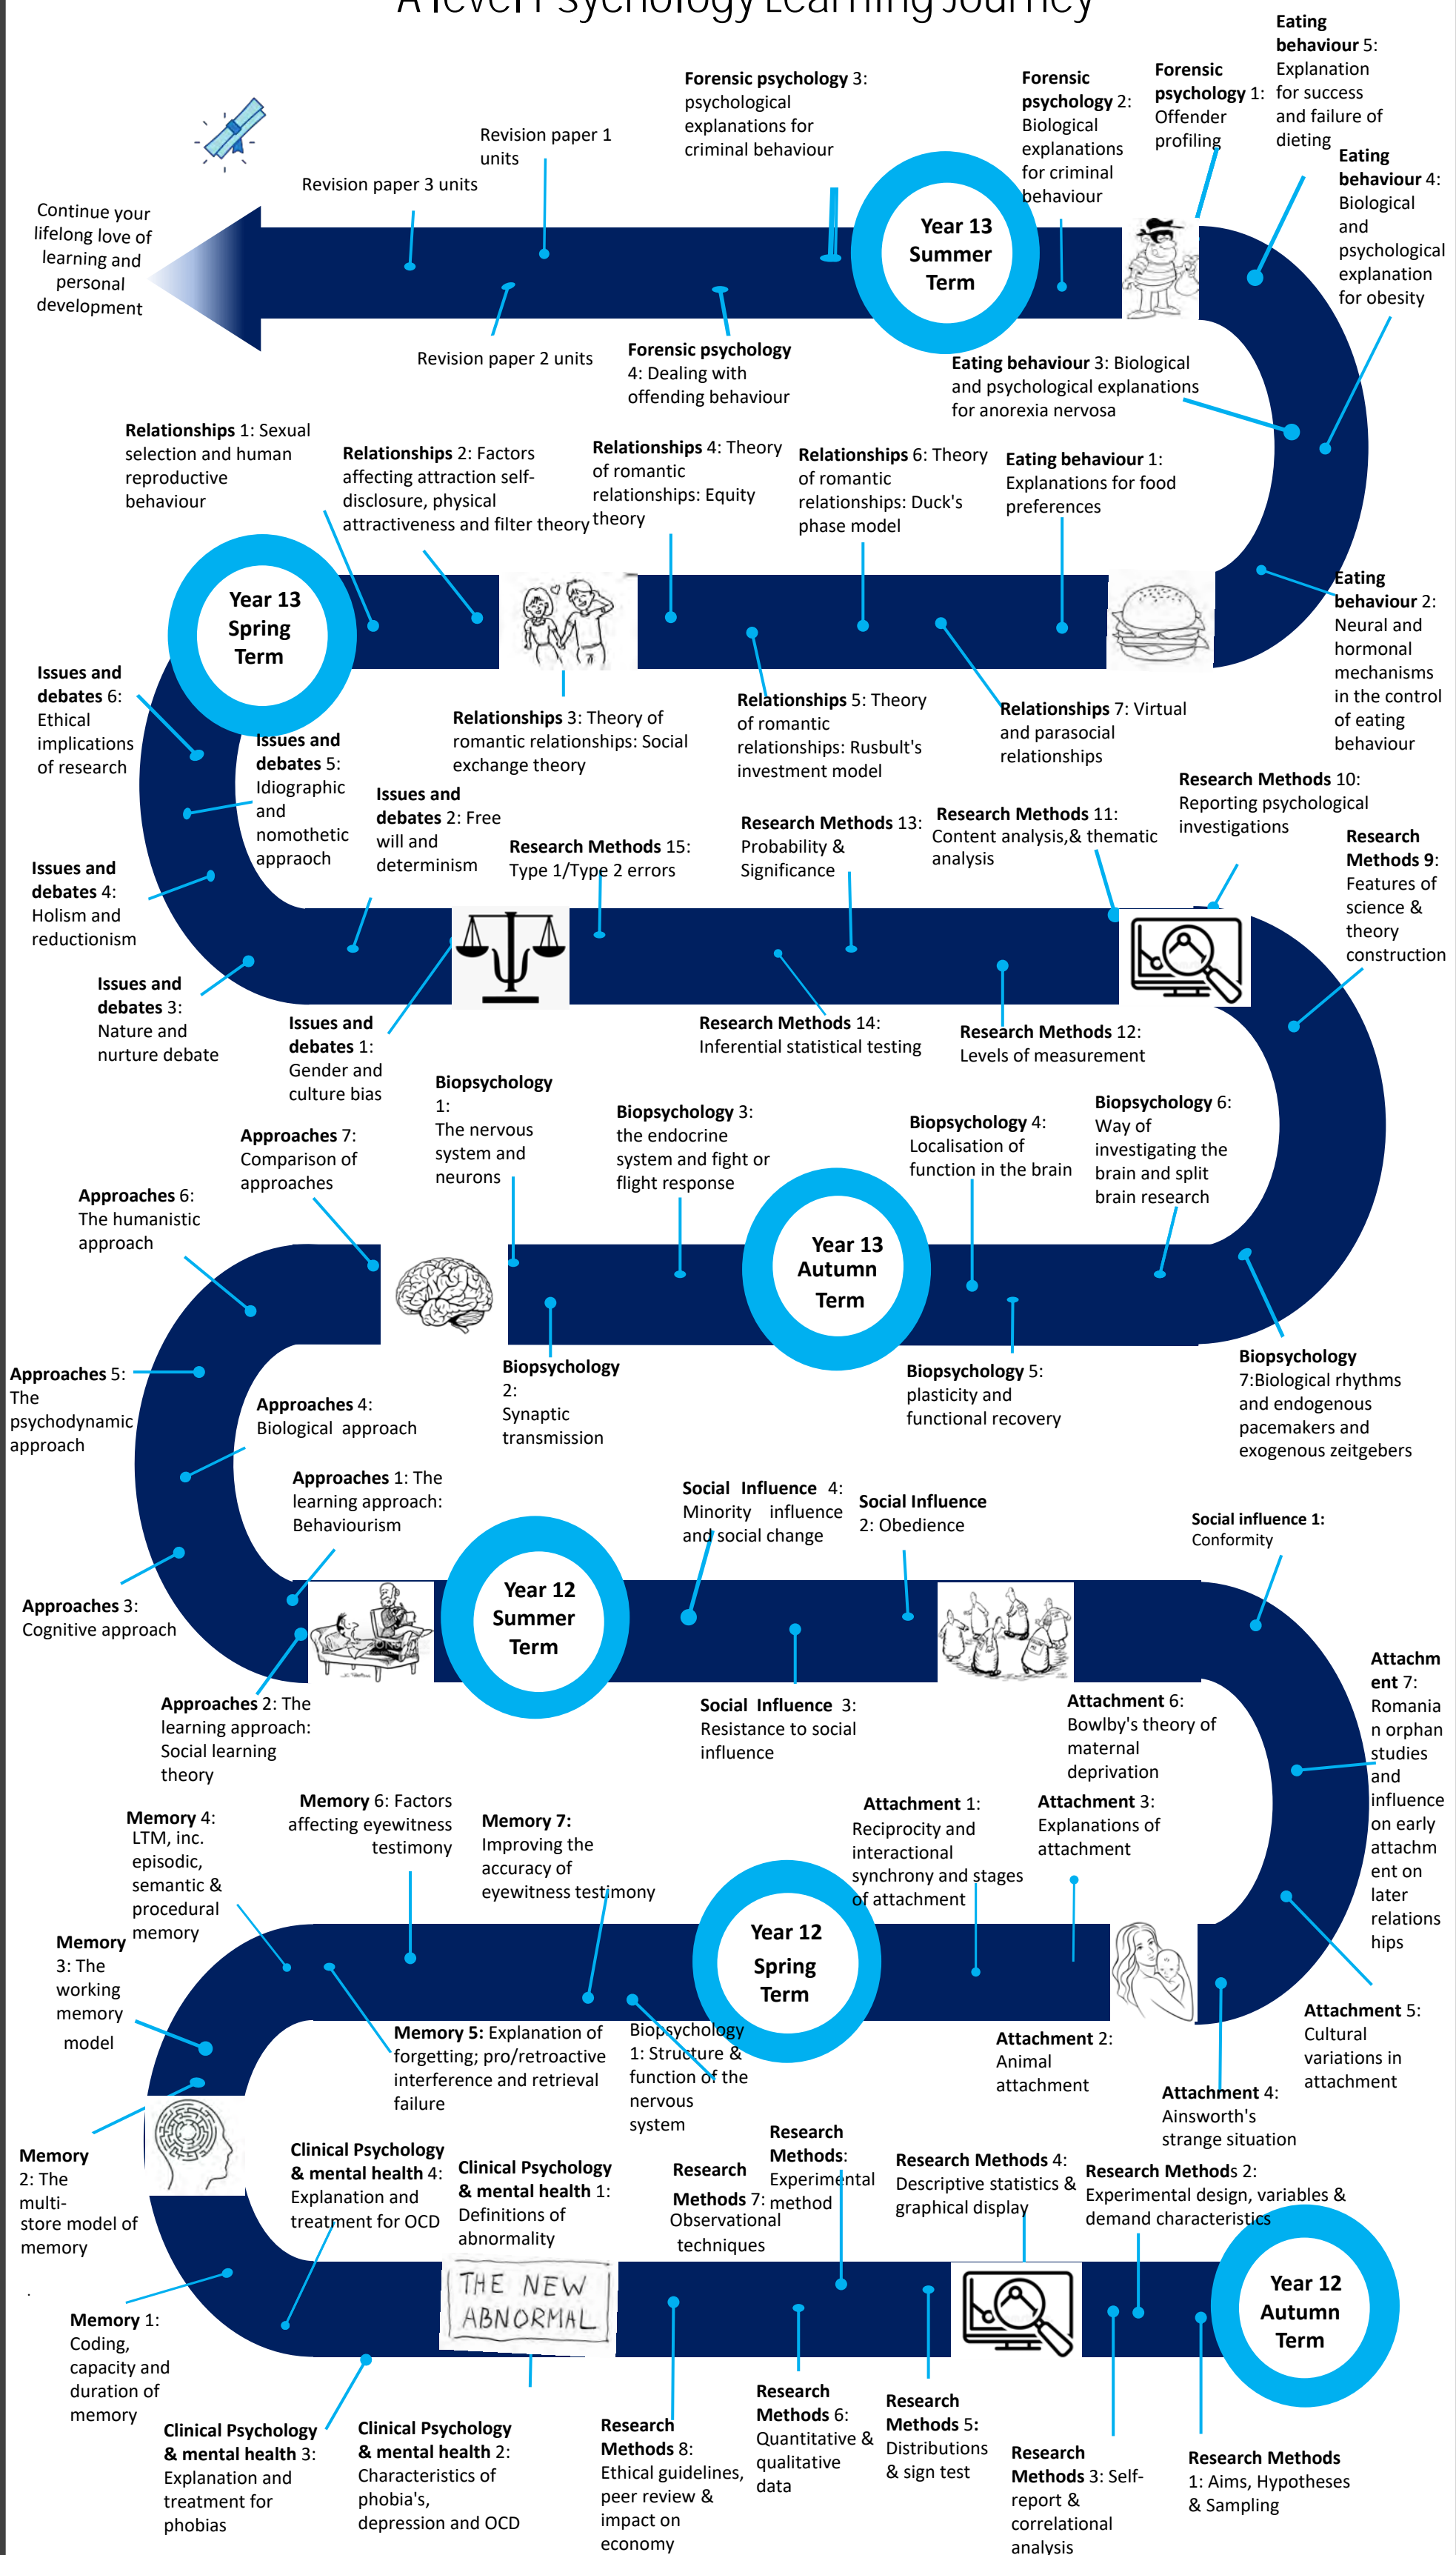 A level Psychology Learning Journey
Eating
behaviour 5:
Explanation
for success
and failure of
dieting
Forensic
psychology 1:
Offender
profiling
Forensic
psychology 2:
Biological
explanations
for criminal
behaviour
Forensic psychology 3:
psychological
explanations for
criminal behaviour
Revision paper 1
units
Revision paper 3 units
Eating
behaviour 4:
Biological
and
psychological
explanation
for obesity
Continue your
lifelong love of
learning and
personal
development
Year 13
Summer
Term
Revision paper 2 units
Forensic psychology
4: Dealing with
offending behaviour
Eating behaviour 3: Biological
and psychological explanations
for anorexia nervosa
Relationships 1: Sexual
selection and human
reproductive
behaviour
Relationships 2: Factors
affecting attraction self-
disclosure, physical
attractiveness and filter theory
Relationships 4: Theory
of romantic
relationships: Equity
theory
Relationships 6: Theory
of romantic
relationships: Duck's
phase model
Eating behaviour 1:
Explanations for food
preferences
Year 13
Spring
Term
Eating
behaviour 2:
Neural and
hormonal
mechanisms
in the control
of eating
behaviour
Issues and
debates 6:
Ethical
implications
of research
Issues and
debates 5:
Idiographic
and
nomothetic
appraoch
Relationships 3: Theory of
romantic relationships: Social
exchange theory
Relationships 5: Theory
of romantic
relationships: Rusbult's
investment model
Relationships 7: Virtual
and parasocial
relationships
Issues and
debates 2: Free
will and
determinism
Research Methods 15:
Type 1/Type 2 errors
Research Methods 13:
Probability &
Significance
Research Methods 11:
Content analysis,& thematic
analysis
Research Methods 10:
Reporting psychological
investigations
Research
Methods 9:
Features of
science &
theory
construction
Issues and
debates 4:
Holism and
reductionism
Issues and
debates 3:
Nature and
nurture debate
Issues and
debates 1:
Gender and
culture bias
Research Methods 14:
Inferential statistical testing
Research Methods 12:
Levels of measurement
Approaches 6:
The humanistic
approach
Approaches 7:
Comparison of
approaches
Biopsychology
1:
The nervous
system and
neurons
Biopsychology 3:
the endocrine
system and fight or
flight response
Biopsychology 4:
Localisation of
function in the brain
Biopsychology 6:
Way of
investigating the
brain and split
brain research
Year 13
Autumn
Term
Approaches 5:
The
psychodynamic
approach
Approaches 4:
Biological approach
Biopsychology
2:
Synaptic
transmission
Biopsychology 5:
plasticity and
functional recovery
Biopsychology
7:Biological rhythms
and endogenous
pacemakers and
exogenous zeitgebers
Approaches 1: The
learning approach:
Behaviourism
Social Influence 4:
Minority influence
and social change
Social Influence
2: Obedience
Social influence 1:
Conformity
Year 12
Summer
Term
Approaches 3:
Cognitive approach
Approaches 2: The
learning approach:
Social learning
theory
Social Influence 3:
Resistance to social
influence
Attachment 6:
Bowlby's theory of
maternal
deprivation
Attachm
ent 7:
Romania
n orphan
studies
and
influence
on early
attachm
ent on
later
relations
hips
Memory 4:
LTM, inc.
episodic,
semantic &
procedural
memory
Memory 6: Factors
affecting eyewitness
testimony
Memory 7:
Improving the
accuracy of
eyewitness testimony
Attachment 1:
Reciprocity and
interactional
synchrony and stages
of attachment
Attachment 3:
Explanations of
attachment
Year 12
Spring
Term
Memory
3: The
working
memory
model
Memory 5: Explanation of
forgetting; pro/retroactive
interference and retrieval
failure
Biopsychology
1: Structure &
function of the
nervous
system
Attachment 2:
Animal
attachment
Attachment 4:
Ainsworth's
strange situation
Attachment 5:
Cultural
variations in
attachment
Memory
2: The
multi-
store model of
memory
Clinical Psychology
& mental health 4:
Explanation and
treatment for OCD
Clinical Psychology
& mental health 1:
Definitions of
abnormality
Research
Methods 7:
Observational
techniques
Research
Methods:
Experimental
method
Research Methods 4:
Descriptive statistics &
graphical display
Research Methods 2:
Experimental design, variables &
demand characteristics
THE NEW
ABNORMAL
Year 12
Autumn
Term
Memory 1:
Coding,
capacity and
duration of
memory
Clinical Psychology
& mental health 3:
Explanation and
treatment for
phobias
Clinical Psychology
& mental health 2:
Characteristics of
phobia's,
depression and OCD
Research
Methods 8:
Ethical guidelines,
peer review &
impact on
economy
Research
Methods 6:
Quantitative &
qualitative
data
Research
Methods 5:
Distributions
& sign test
Research
Methods 3: Self-
report &
correlational
analysis
Research Methods
1: Aims, Hypotheses
& Sampling